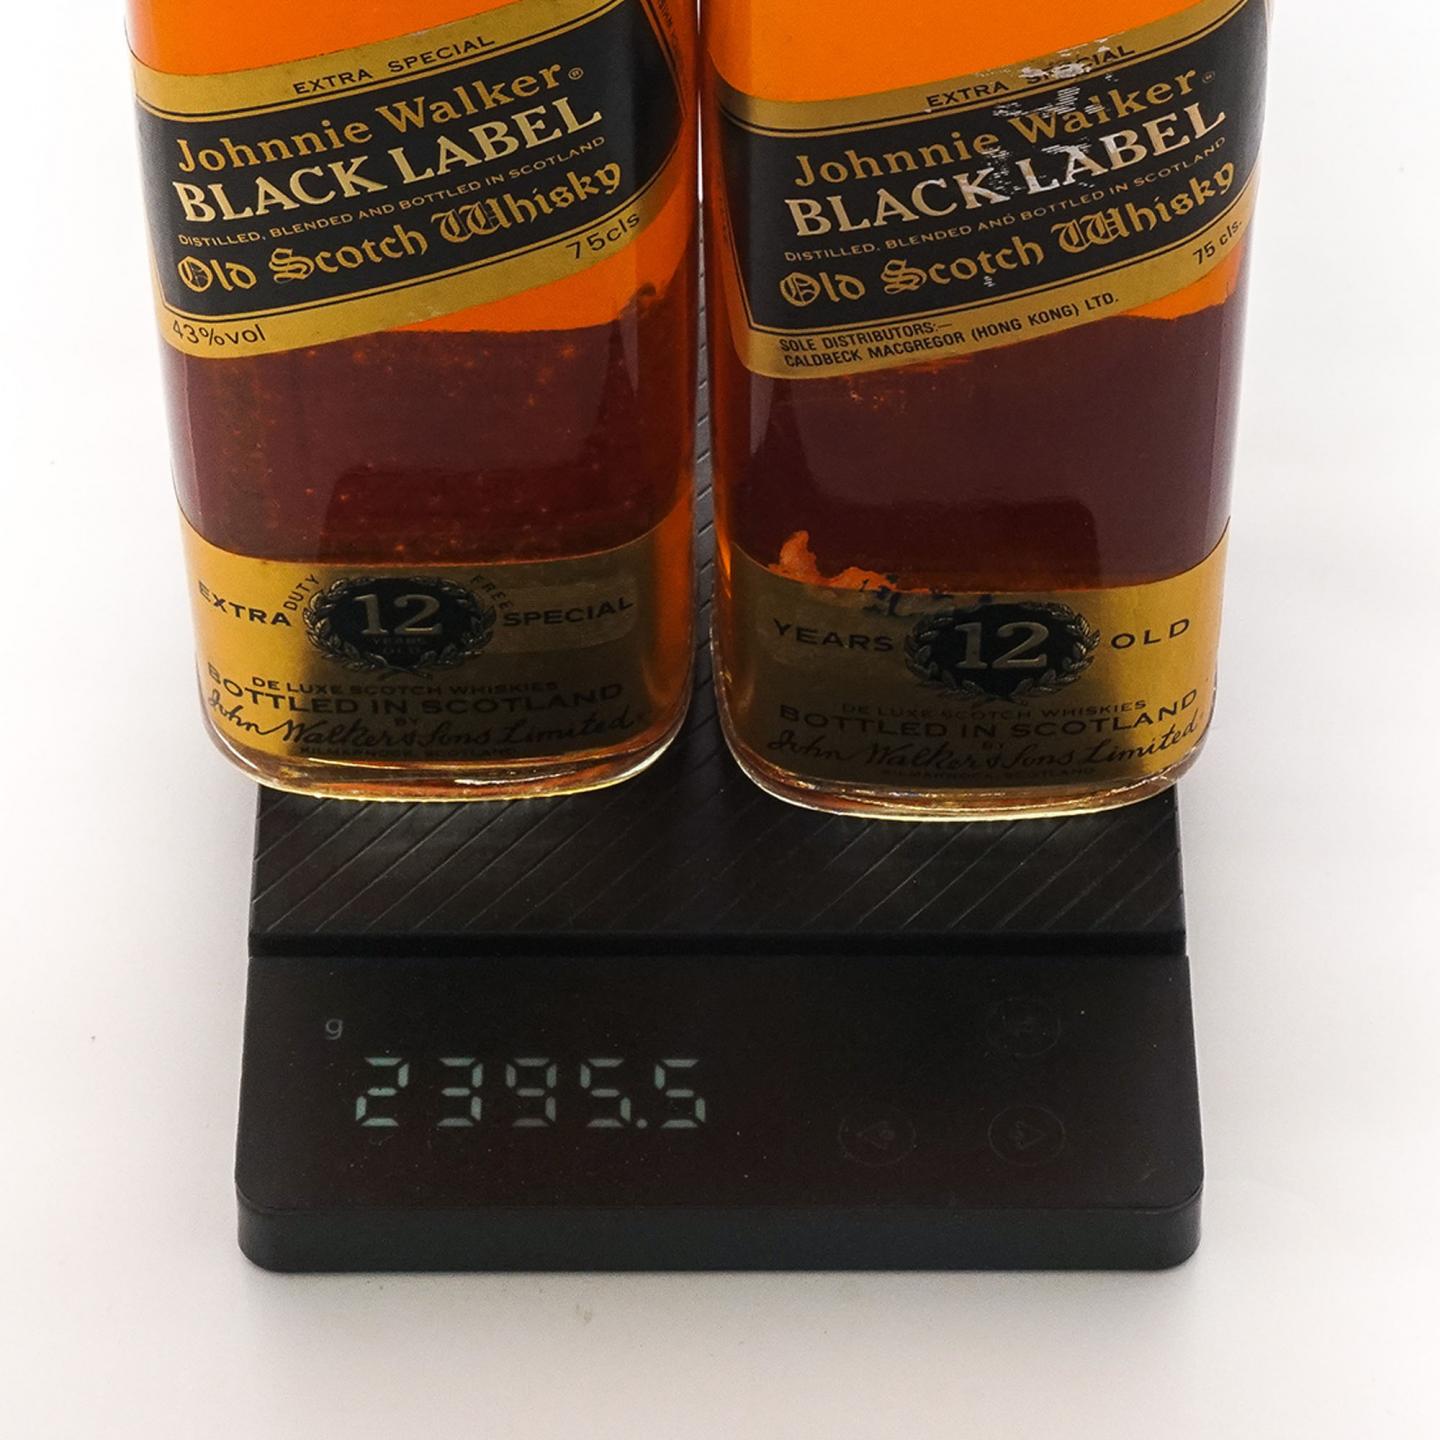 EXTRA SPECIAL
Johnnie Walker®
BLACK LABEL
DISTILLED, BLENDED AND BOTTLED IN SCOTLAND
Old Scotch Whisky
75cls
43%vol
EXTRA DUTY 12 FREE SPECIAL
DE LUXE SCOTCH WHISKIES
BOTTLED IN SCOTLAND
BY
John Walker & Sons Limited.
KILMARNOCK, SCOTLAND.
EXTRA SPECIAL
Johnnie Walker®
BLACK LABEL
DISTILLED, BLENDED AND BOTTLED IN SCOTLAND
Old Scotch Whisky
75 cls.
SOLE DISTRIBUTORS:—
CALDBECK MACGREGOR (HONG KONG) LTD.
YEARS 12 OLD
DE LUXE SCOTCH WHISKIES
BOTTLED IN SCOTLAND
BY
John Walker & Sons Limited.
KILMARNOCK, SCOTLAND.
g
2395.5